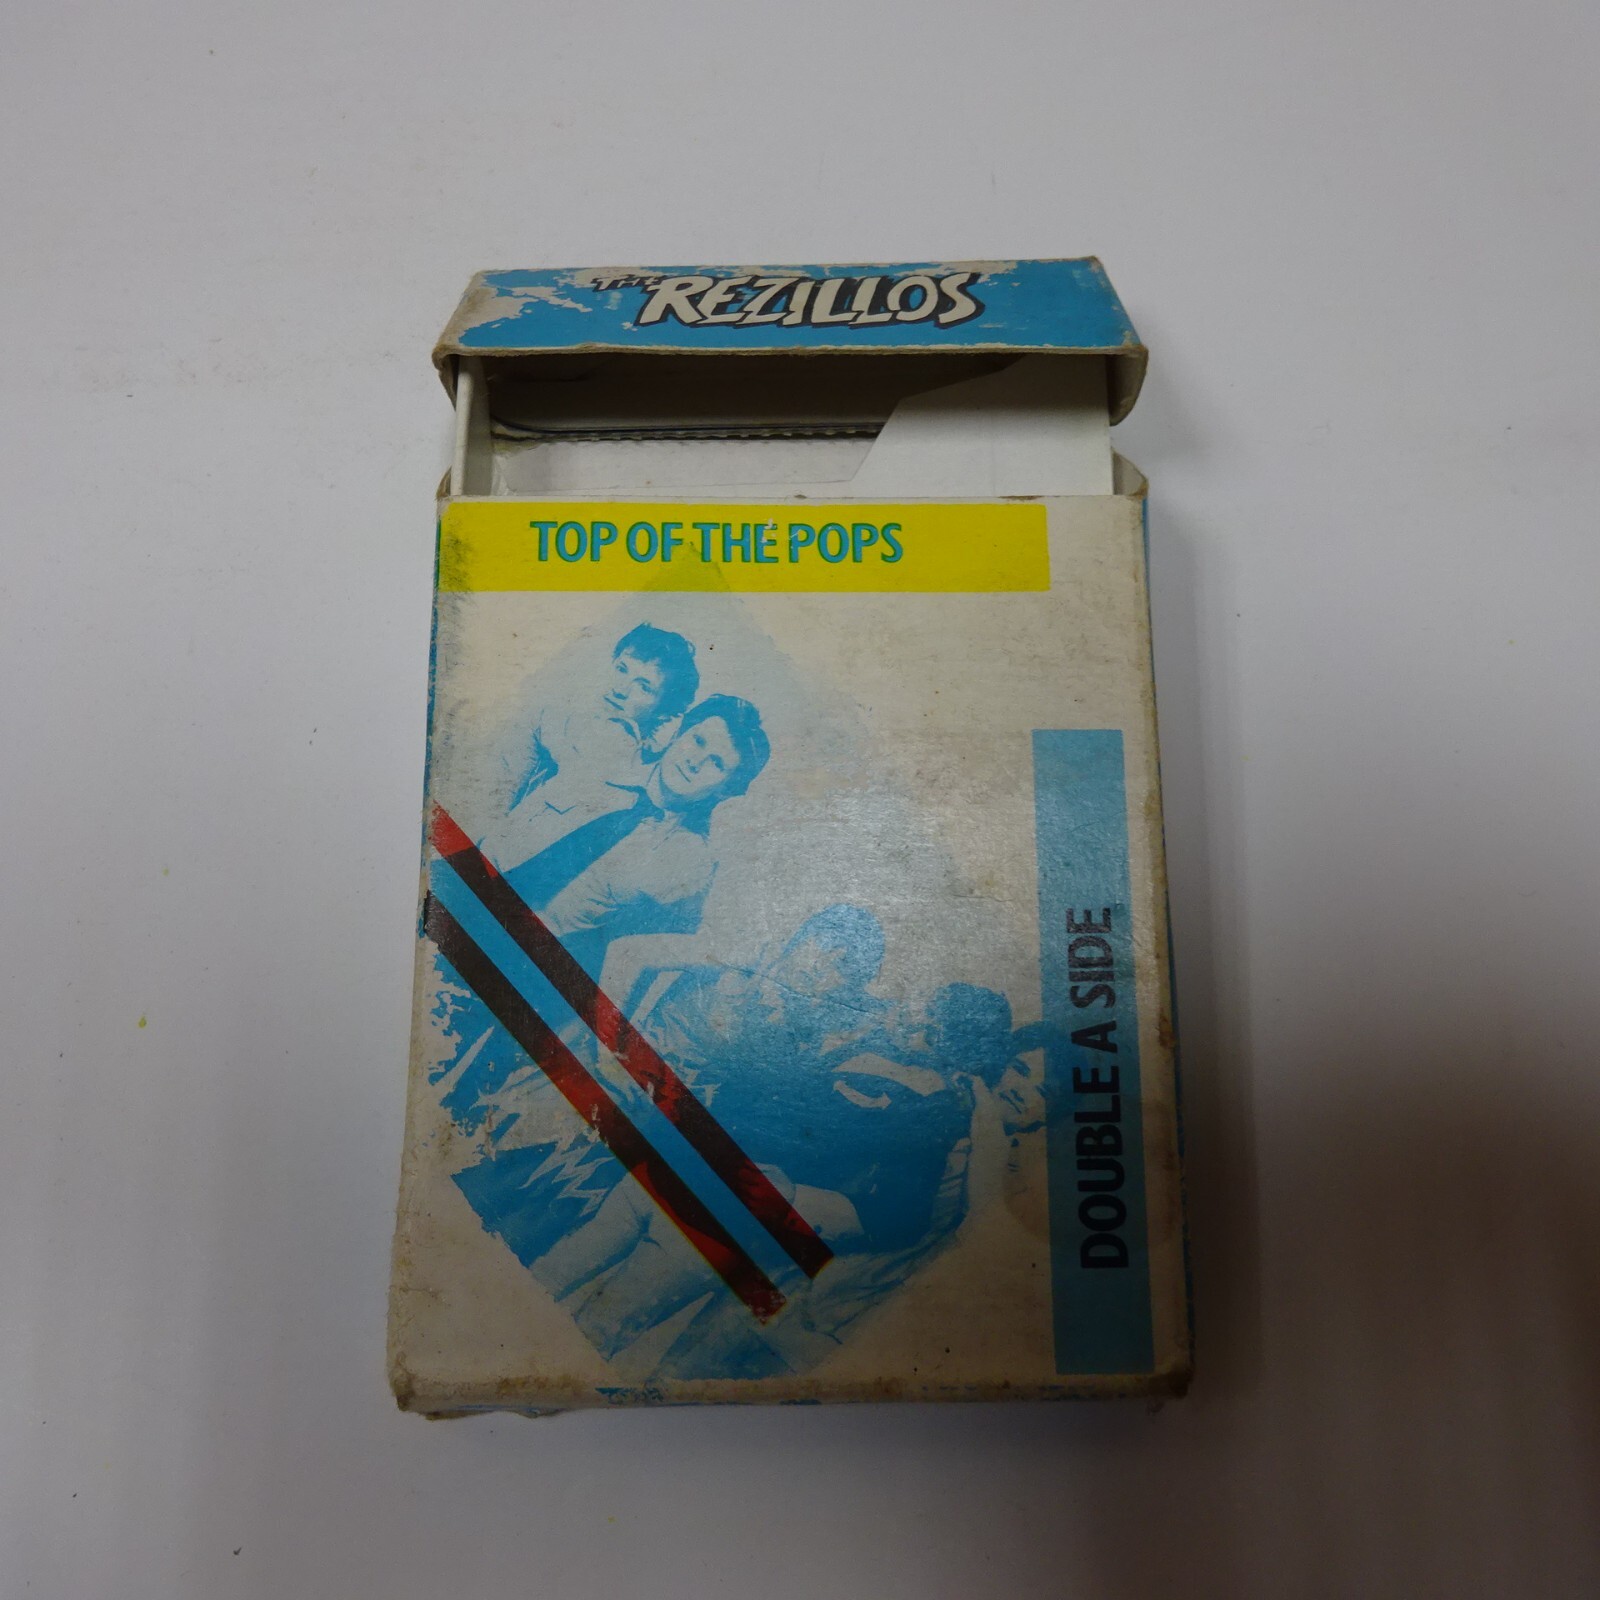 THE REZILLOS
TOP OF THE POPS
DOUBLE A SIDE